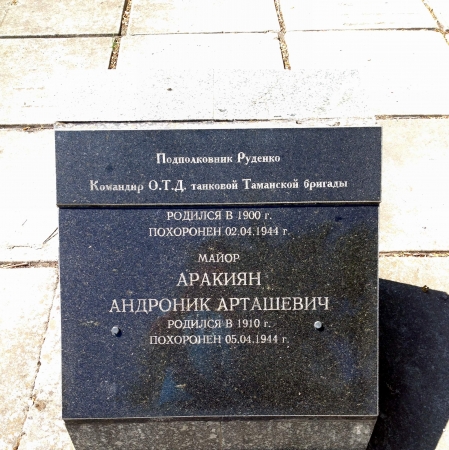 Подполковник Руденко
Командир О.Т.Д. танковой Таманской бригады
РОДИЛСЯ В 1900 г.
ПОХОРОНЕН 02.04.1944 г.
МАЙОР
АРАКИЯН
АНДРОНИК АРТАШЕВИЧ
РОДИЛСЯ В 1910 г.
ПОХОРОНЕН 05.04.1944 г.